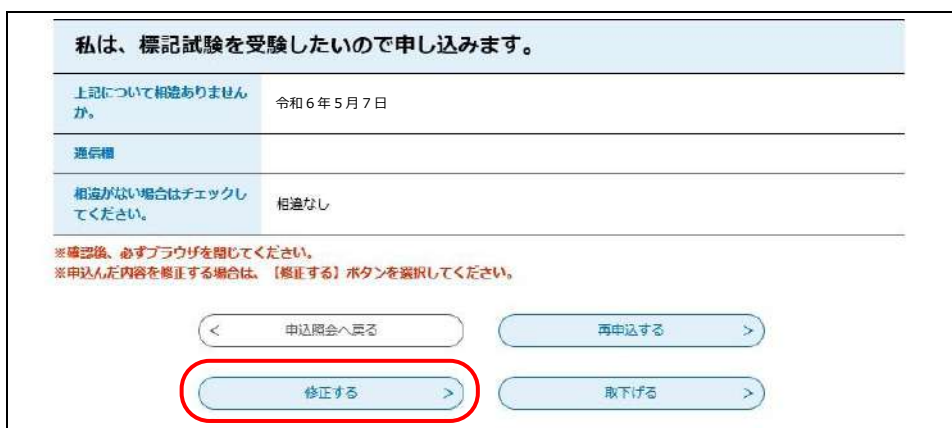 私は、標記試験を受験したいので申し込みます。
上記について相違ありません
か。
令和6年5月7日
通信欄
相違がない場合はチェックし
てください。
相違なし
※確認後、必ずブラウザを閉じてください。
※申込んだ内容を修正する場合は、【修正する】ボタンを選択してください。
< 申込照会へ戻る
再申込する >
修正する >
取下げる >